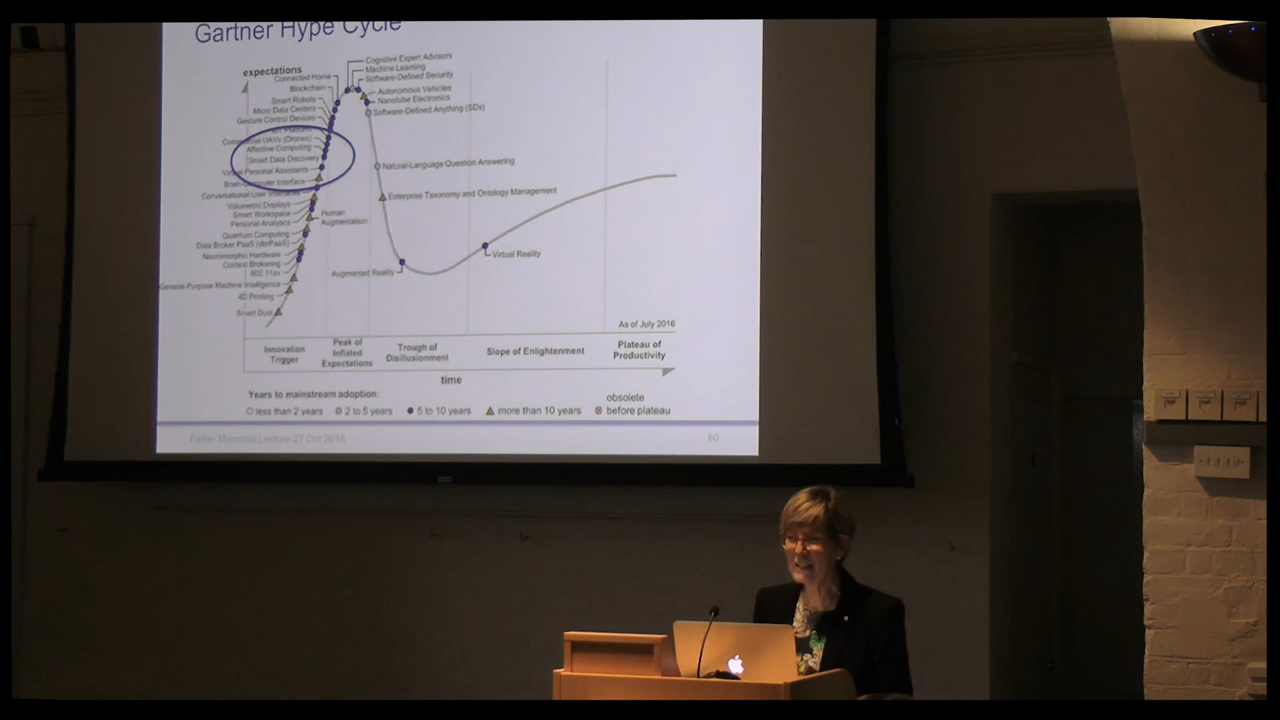 Gartner Hype Cycle
expectations
Cognitive Expert Advisors
Machine Learning
Software-Defined Security
Connected Home
Blockchain
Autonomous Vehicles
Smart Robots
Nanotube Electronics
Micro Data Centers
Software-Defined Anything (SDx)
Gesture Control Devices
IoT Platform
Commercial UAVs (Drones)
Affective Computing
Smart Data Discovery
Natural-Language Question Answering
Virtual Personal Assistants
Brain-Computer Interface
Enterprise Taxonomy and Ontology Management
Conversational User Interfaces
Volumetric Displays
Smart Workspace
Human
Augmentation
Personal Analytics
Quantum Computing
Data Broker PaaS (dbrPaaS)
Neuromorphic Hardware
Virtual Reality
Context Brokering
802.11ax
Augmented Reality
General-Purpose Machine Intelligence
4D Printing
Smart Dust
As of July 2016
Innovation
Trigger
Peak of
Inflated
Expectations
Trough of
Disillusionment
Slope of Enlightenment
Plateau of
Productivity
time
Years to mainstream adoption:
less than 2 years
2 to 5 years
5 to 10 years
more than 10 years
obsolete
before plateau
Fisher Memorial Lecture 27 Oct 2016
60